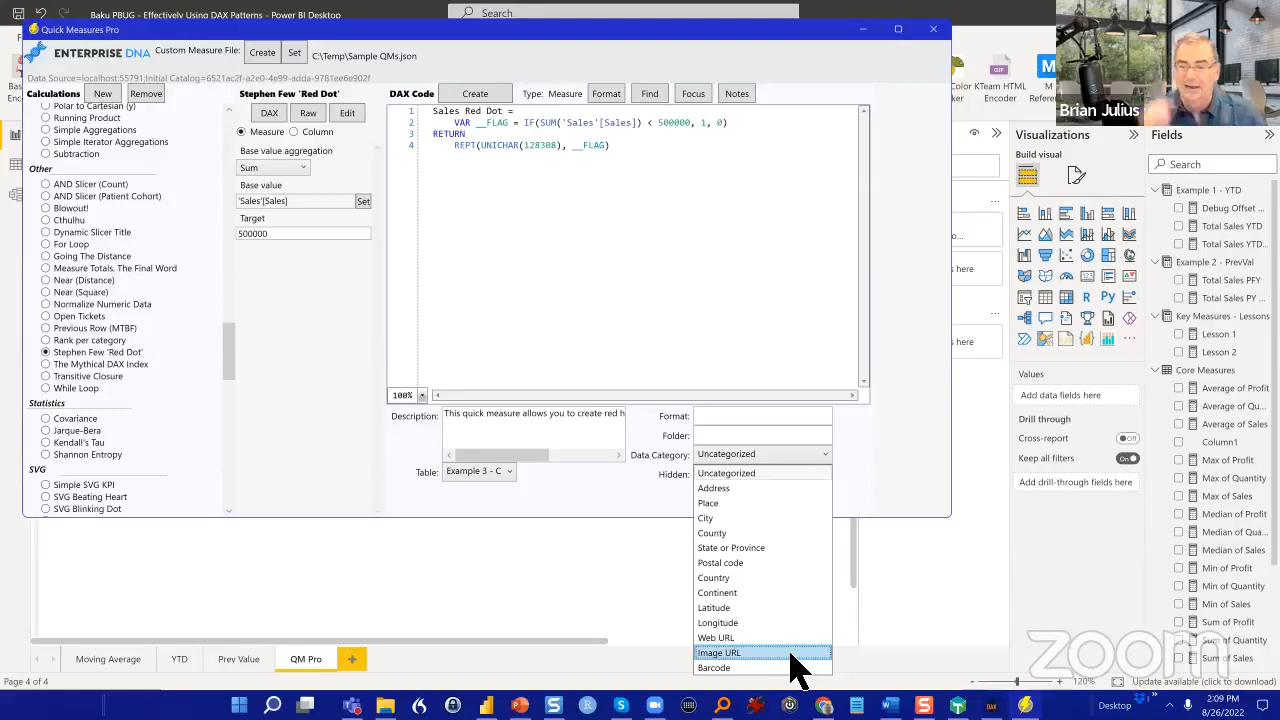 Baku PBUG - Effectively Using DAX Patterns - Power BI Desktop
Search
Quick Measures Pro
ENTERPRISE DNA
Custom Measure File:
Create
Set
C:\Temp\Sample QMs.json
Calculations
New
Remove
Polar to Cartesian (y)
Running Product
Simple Aggregations
Simple Iterator Aggregations
Subtraction
Other
AND Slicer (Count)
AND Slicer (Patient Cohort)
Blowout!
Cthulhu
Dynamic Slicer Title
For Loop
Going The Distance
Measure Totals, The Final Word
Near (Distance)
Near (Square)
Normalize Numeric Data
Open Tickets
Previous Row (MTBF)
Rank per category
Stephen Few 'Red Dot'
The Mythical DAX Index
Transitive Closure
While Loop
Statistics
Covariance
Jarque-Bera
Kendall's Tau
Shannon Entropy
SVG
Simple SVG KPI
SVG Beating Heart
SVG Blinking Dot
Stephen Few 'Red Dot'
DAX
Raw
Edit
Measure
Column
Base value aggregation
Sum
Base value
'Sales'[Sales]
Set
Target
500000
DAX Code
Create
Type: Measure
Format
Find
Focus
Notes
1 Sales Red Dot =
2 VAR __FLAG = IF(SUM('Sales'[Sales]) < 500000, 1, 0)
3 RETURN
4 REPT(UNICHAR(128308), __FLAG)
100%
Description:
This quick measure allows you to create red h
Table:
Example 3 - C
Format:
Folder:
Data Category:
Uncategorized
Hidden:
Uncategorized
Address
Place
City
County
State or Province
Postal code
Country
Continent
Latitude
Longitude
Web URL
Image URL
Barcode
GIF
KTeam HTML
KEncoder
Brian Julius
Visualizations
Build visual
R
Py
Values
Add data fields here
Drill through
Cross-report
Off
Keep all filters
On
Add drill-through fields here
Fields
Search
Example 1 - YTD
Debug Offset ...
Total Sales YTD
Total Sales YTD...
Example 2 - PrevVal
Total Sales PFY
Total Sales PY ...
Key Measures - Lessons
Lesson 1
Lesson 2
Core Measures
Average of Profit
Average of Qu...
Average of Sales
Column1
Max of Profit
Max of Quantity
Max of Sales
Median of Profit
Median of Qua...
Median of Sales
Min of Profit
Min of Quantity
Min of Sales
Sum of Profit
Sum of Quantity
Sum of Sales
zoom
Moving Average
YTD
Prev Value
QM Pro
Page 4 of 4
120%
Update available (click to download)
Desktop
2:09 PM
8/26/2022